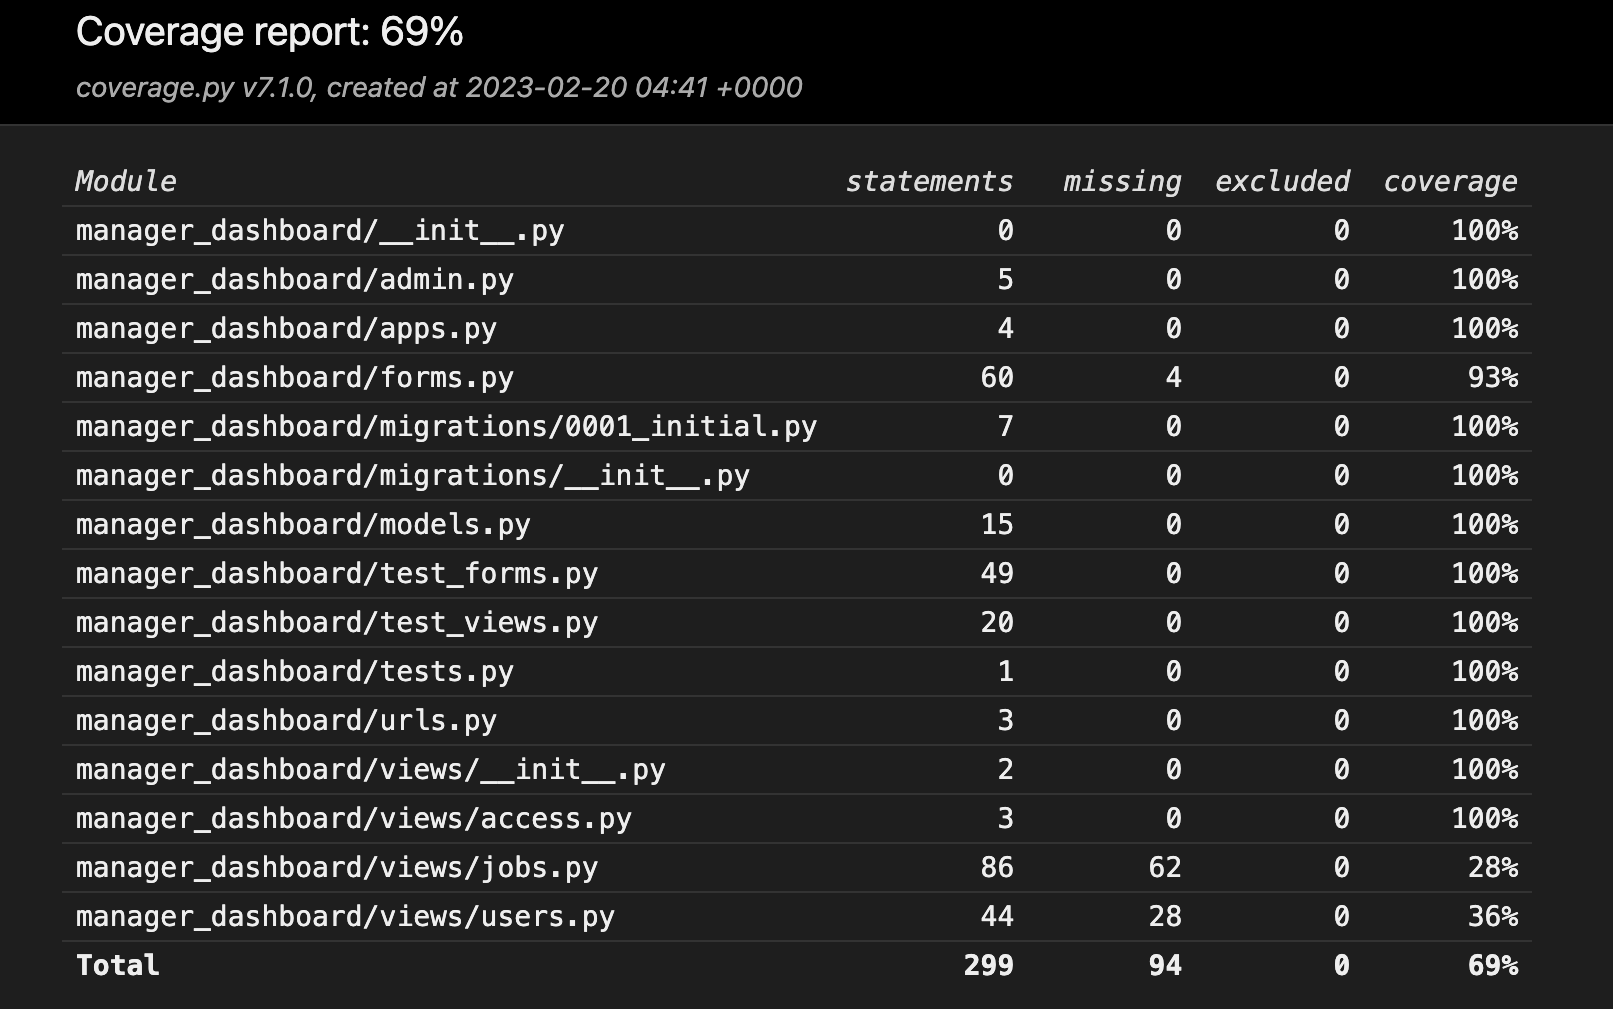 Coverage report: 69%
coverage.py v7.1.0, created at 2023-02-20 04:41 +0000
Module statements missing excluded coverage
manager_dashboard/__init__.py 0 0 0 100%
manager_dashboard/admin.py 5 0 0 100%
manager_dashboard/apps.py 4 0 0 100%
manager_dashboard/forms.py 60 4 0 93%
manager_dashboard/migrations/0001_initial.py 7 0 0 100%
manager_dashboard/migrations/__init__.py 0 0 0 100%
manager_dashboard/models.py 15 0 0 100%
manager_dashboard/test_forms.py 49 0 0 100%
manager_dashboard/test_views.py 20 0 0 100%
manager_dashboard/tests.py 1 0 0 100%
manager_dashboard/urls.py 3 0 0 100%
manager_dashboard/views/__init__.py 2 0 0 100%
manager_dashboard/views/access.py 3 0 0 100%
manager_dashboard/views/jobs.py 86 62 0 28%
manager_dashboard/views/users.py 44 28 0 36%
Total 299 94 0 69%